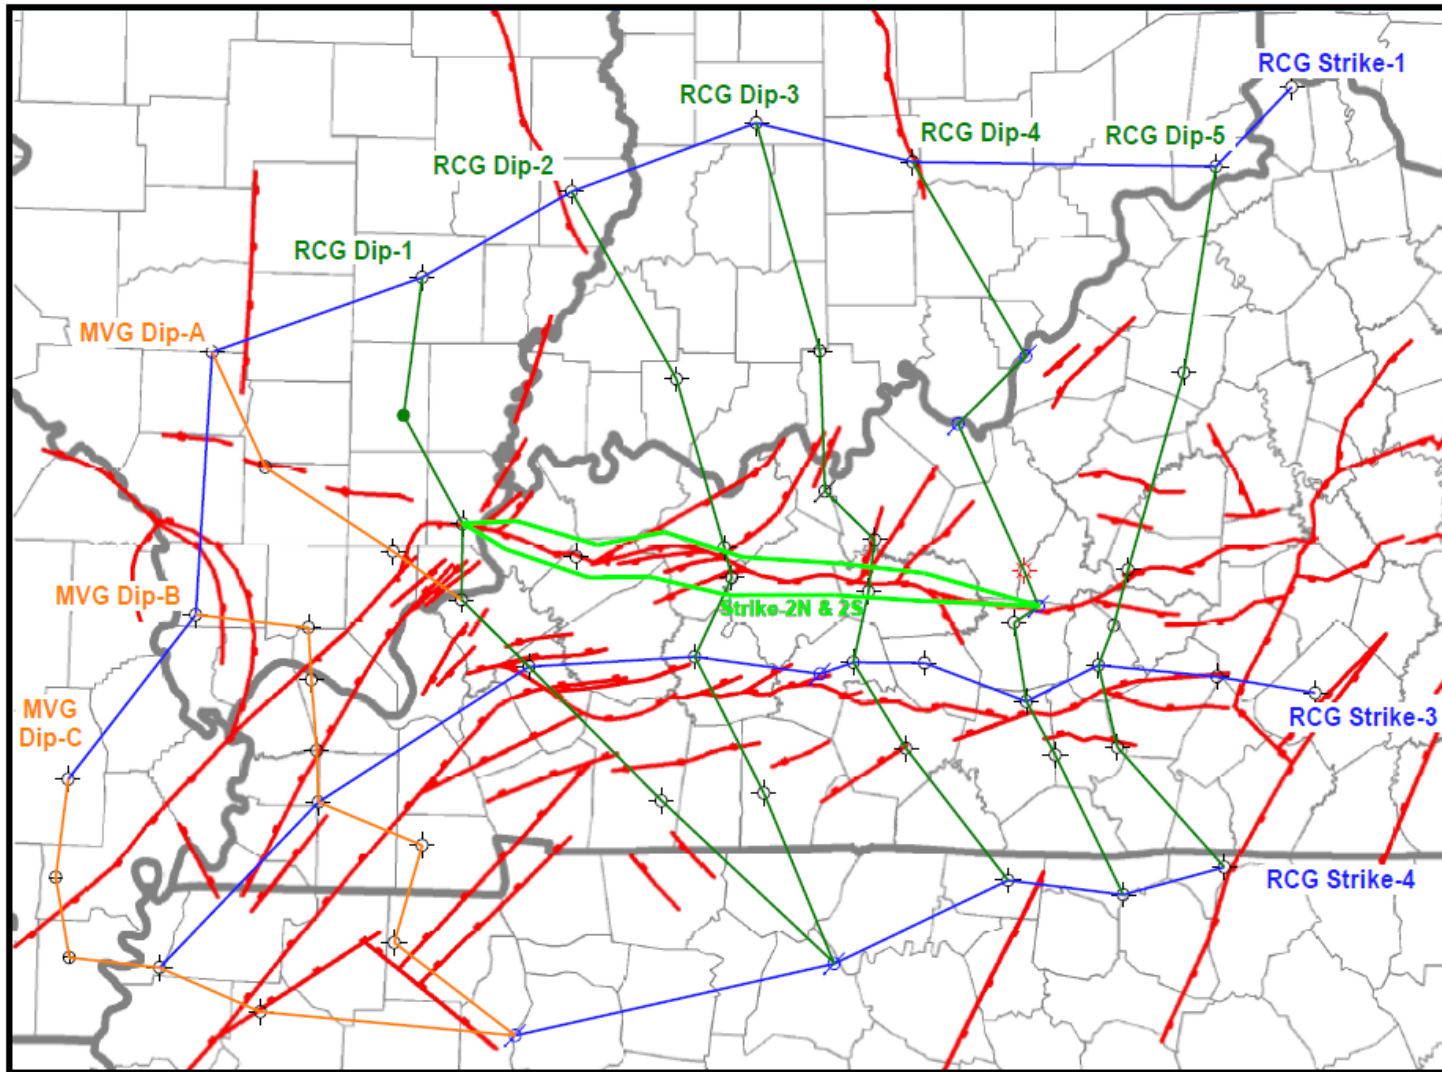 RCG Strike-1
RCG Dip-3
RCG Dip-4
RCG Dip-5
RCG Dip-2
RCG Dip-1
MVG Dip-A
MVG Dip-B
Strike-2N & 2S
MVG
Dip-C
RCG Strike-3
RCG Strike-4